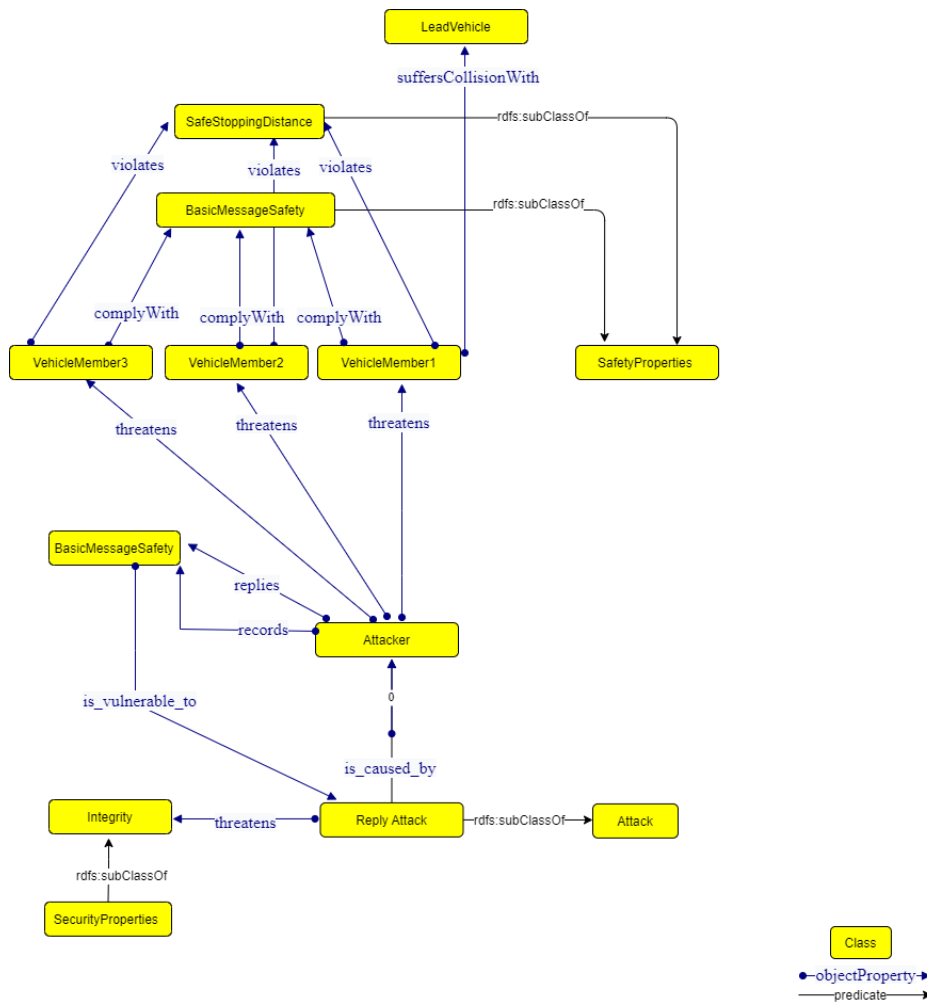 LeadVehicle
suffersCollisionWith
SafeStoppingDistance
rdfs:subClassOf
violates
violates
violates
BasicMessageSafety
rdfs:subClassOf
complyWith
complyWith
complyWith
VehicleMember3
VehicleMember2
VehicleMember1
SafetyProperties
threatens
threatens
threatens
BasicMessageSafety
replies
records
Attacker
is_vulnerable_to
0
is_caused_by
Integrity
threatens
Reply Attack
rdfs:subClassOf
Attack
rdfs:subClassOf
SecurityProperties
Class
objectProperty
predicate